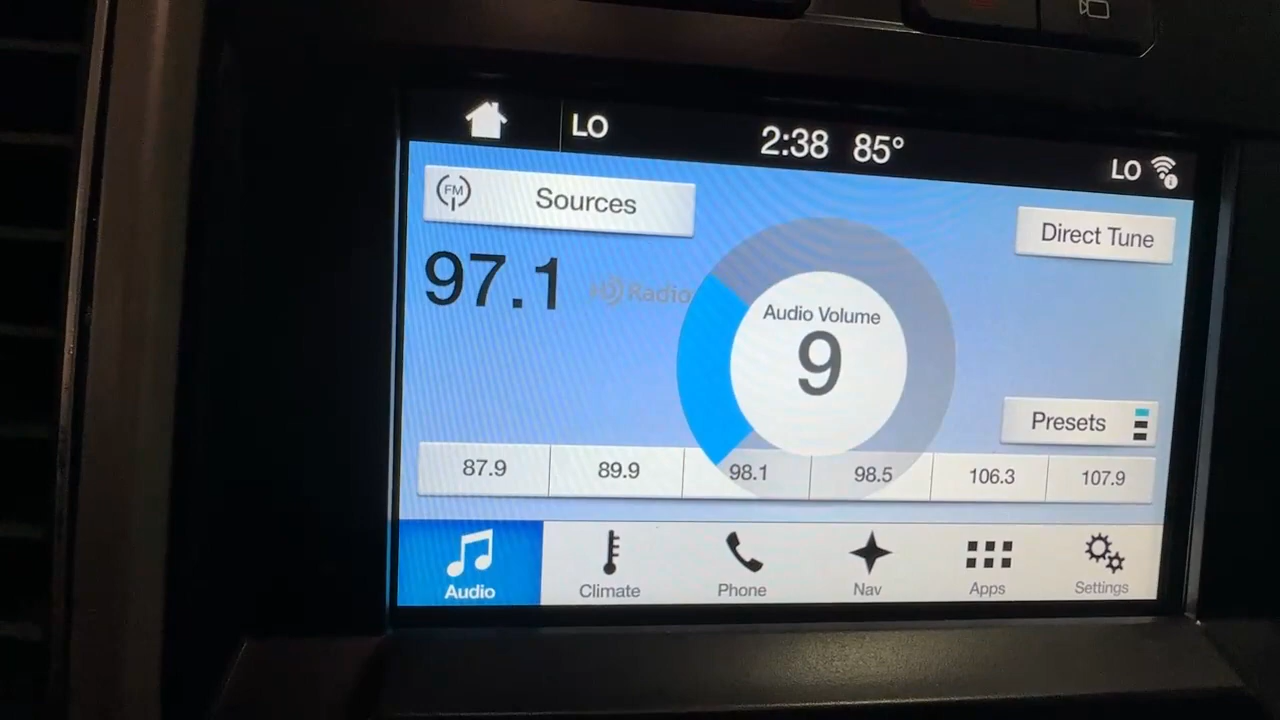 LO
2:38 85°
LO
FM
Sources
Direct Tune
97.1
HD Radio
Audio Volume
9
Presets
87.9 89.9 98.1 98.5 106.3 107.9
Audio Climate Phone Nav Apps Settings